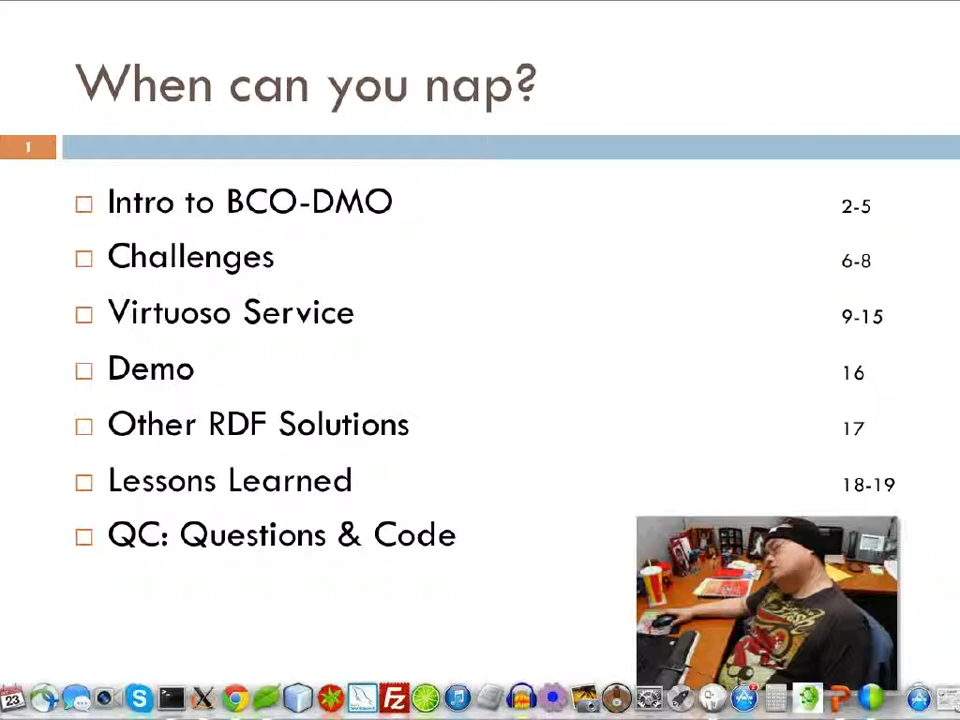 When can you nap?
1
Intro to BCO-DMO 2-5
Challenges 6-8
Virtuoso Service 9-15
Demo 16
Other RDF Solutions 17
Lessons Learned 18-19
QC: Questions & Code
23